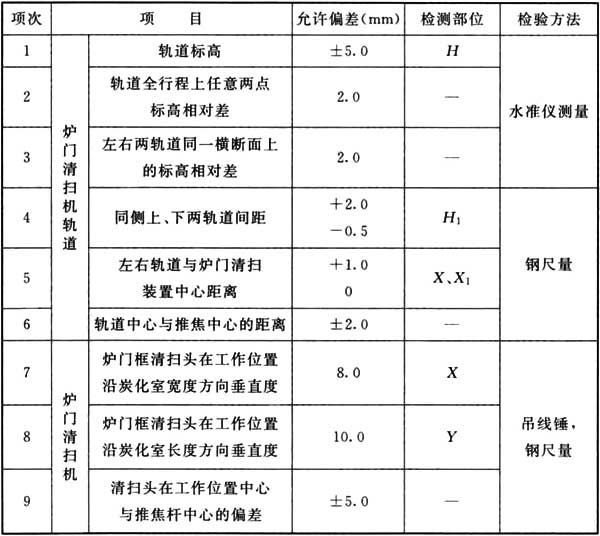 项次 项 目 允许偏差(mm) 检测部位 检验方法
炉门清扫机轨道
1 轨道标高 ±5.0 H
水准仪测量
2 轨道全行程上任意两点
标高相对差 2.0 —
3 左右两轨道同一横断面上
的标高相对差 2.0 —
4 同侧上、下两轨道间距 +2.0
-0.5 H₁
钢尺量
5 左右轨道与炉门清扫
装置中心距离 +1.0
0 X、X₁
6 轨道中心与推焦中心的距离 ±2.0 —
炉门清扫机
7 炉门框清扫头在工作位置
沿炭化室宽度方向垂直度 8.0 X
吊线锤,
钢尺量
8 炉门框清扫头在工作位置
沿炭化室长度方向垂直度 10.0 Y
9 清扫头在工作位置中心
与推焦杆中心的偏差 ±5.0 —